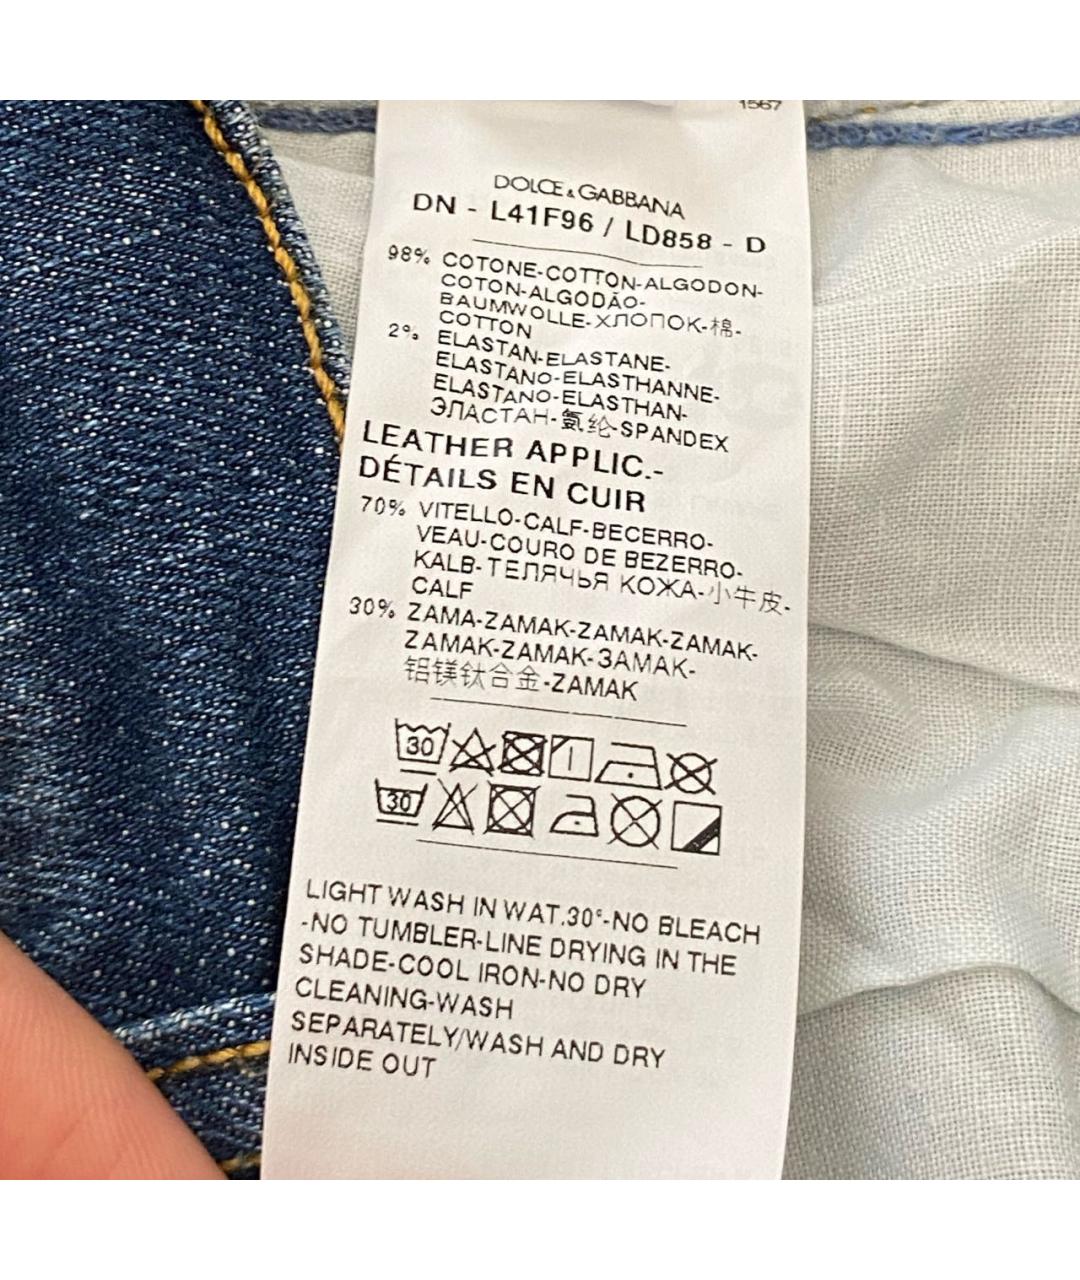 1567
DOLCE & GABBANA
DN - L41F96 / LD858 - D
98% COTONE-COTTON-ALGODON-
COTON-ALGODÃO-
BAUMWOLLE-ХЛОПОК-棉-
COTTON
2% ELASTAN-ELASTANE-
ELASTANO-ELASTHANNE-
ELASTANO-ELASTHAN-
ЭЛАСТАН-氨纶-SPANDEX
LEATHER APPLIC.-
DÉTAILS EN CUIR
70% VITELLO-CALF-BECERRO-
VEAU-COURO DE BEZERRO-
KALB-ТЕЛЯЧЬЯ КОЖА-小牛皮-
CALF
30% ZAMA-ZAMAK-ZAMAK-ZAMAK-
ZAMAK-ZAMAK-ЗАМАК-
铝镁钛合金-ZAMAK
30
30
LIGHT WASH IN WAT.30°-NO BLEACH
-NO TUMBLER-LINE DRYING IN THE
SHADE-COOL IRON-NO DRY
CLEANING-WASH
SEPARATELY/WASH AND DRY
INSIDE OUT